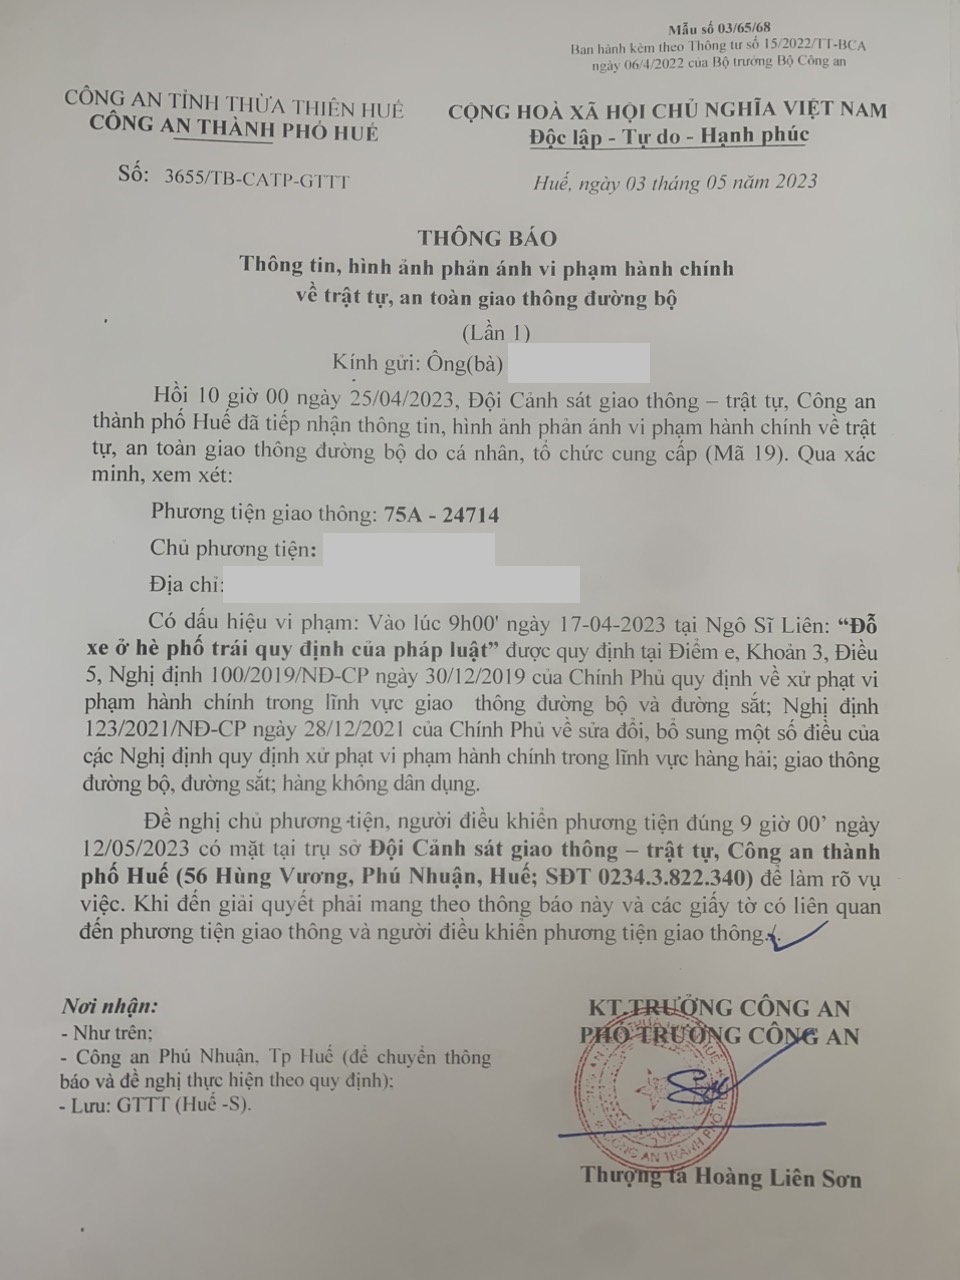 Mẫu số 03/65/68
Ban hành kèm theo Thông tư số 15/2022/TT-BCA
ngày 06/4/2022 của Bộ trưởng Bộ Công an
CÔNG AN TỈNH THỪA THIÊN HUẾ
CÔNG AN THÀNH PHỐ HUẾ
CỘNG HOÀ XÃ HỘI CHỦ NGHĨA VIỆT NAM
Độc lập - Tự do - Hạnh phúc
Số: 3655/TB-CATP-GTTT
Huế, ngày 03 tháng 05 năm 2023
THÔNG BÁO
Thông tin, hình ảnh phản ánh vi phạm hành chính
về trật tự, an toàn giao thông đường bộ
(Lần 1)
Kính gửi: Ông(bà)
Hồi 10 giờ 00 ngày 25/04/2023, Đội Cảnh sát giao thông – trật tự, Công an
thành phố Huế đã tiếp nhận thông tin, hình ảnh phản ánh vi phạm hành chính về trật
tự, an toàn giao thông đường bộ do cá nhân, tổ chức cung cấp (Mã 19). Qua xác
minh, xem xét:
Phương tiện giao thông: 75A - 24714
Chủ phương tiện:
Địa chỉ:
Có dấu hiệu vi phạm: Vào lúc 9h00' ngày 17-04-2023 tại Ngô Sĩ Liên: “Đỗ
xe ở hè phố trái quy định của pháp luật” được quy định tại Điểm e, Khoản 3, Điều
5, Nghị định 100/2019/NĐ-CP ngày 30/12/2019 của Chính Phủ quy định về xử phạt vi
phạm hành chính trong lĩnh vực giao thông đường bộ và đường sắt; Nghị định
123/2021/NĐ-CP ngày 28/12/2021 của Chính Phủ về sửa đổi, bổ sung một số điều của
các Nghị định quy định xử phạt vi phạm hành chính trong lĩnh vực hàng hải; giao thông
đường bộ, đường sắt; hàng không dân dụng.
Đề nghị chủ phương tiện, người điều khiển phương tiện đúng 9 giờ 00’ ngày
12/05/2023 có mặt tại trụ sở Đội Cảnh sát giao thông – trật tự, Công an thành
phố Huế (56 Hùng Vương, Phú Nhuận, Huế; SĐT 0234.3.822.340) để làm rõ vụ
việc. Khi đến giải quyết phải mang theo thông báo này và các giấy tờ có liên quan
đến phương tiện giao thông và người điều khiển phương tiện giao thông./.
Nơi nhận:
- Như trên;
- Công an Phú Nhuận, Tp Huế (để chuyển thông
báo và đề nghị thực hiện theo quy định);
- Lưu: GTTT (Huế -S).
KT.TRƯỞNG CÔNG AN
PHÓ TRƯỞNG CÔNG AN
CÔNG AN THÀNH PHỐ HUẾ
Thượng tá Hoàng Liên Sơn